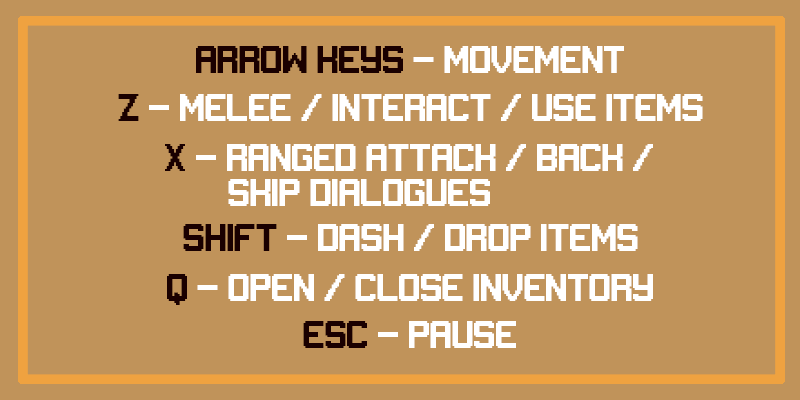 ARROW KEYS – MOVEMENT
Z – MELEE / INTERACT / USE ITEMS
X – RANGED ATTACK / BACK /
SKIP DIALOGUES
SHIFT – DASH / DROP ITEMS
Q – OPEN / CLOSE INVENTORY
ESC – PAUSE